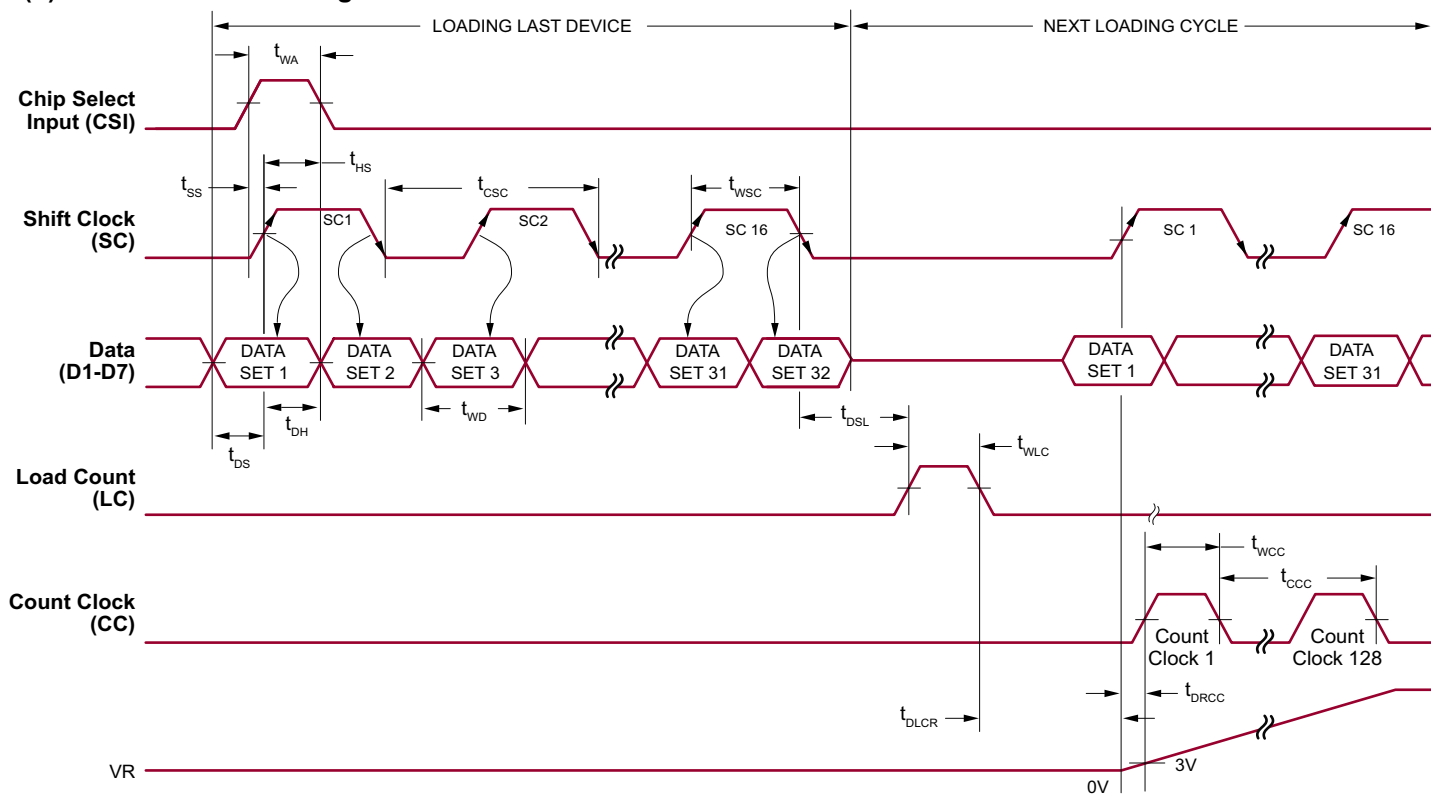 LOADING LAST DEVICE
NEXT LOADING CYCLE
tWA
Chip Select
Input (CSI)
tHS
tSS
tCSC
tWSC
Shift Clock
(SC)
SC1
SC2
SC 16
SC 1
SC 16
Data
(D1-D7)
DATA
SET 1
DATA
SET 2
DATA
SET 3
DATA
SET 31
DATA
SET 32
DATA
SET 1
DATA
SET 31
tDH
tWD
tDSL
tDS
tWLC
Load Count
(LC)
tWCC
tCCC
Count Clock
(CC)
Count
Clock 1
Count
Clock 128
tDRCC
tDLCR
VR
3V
0V